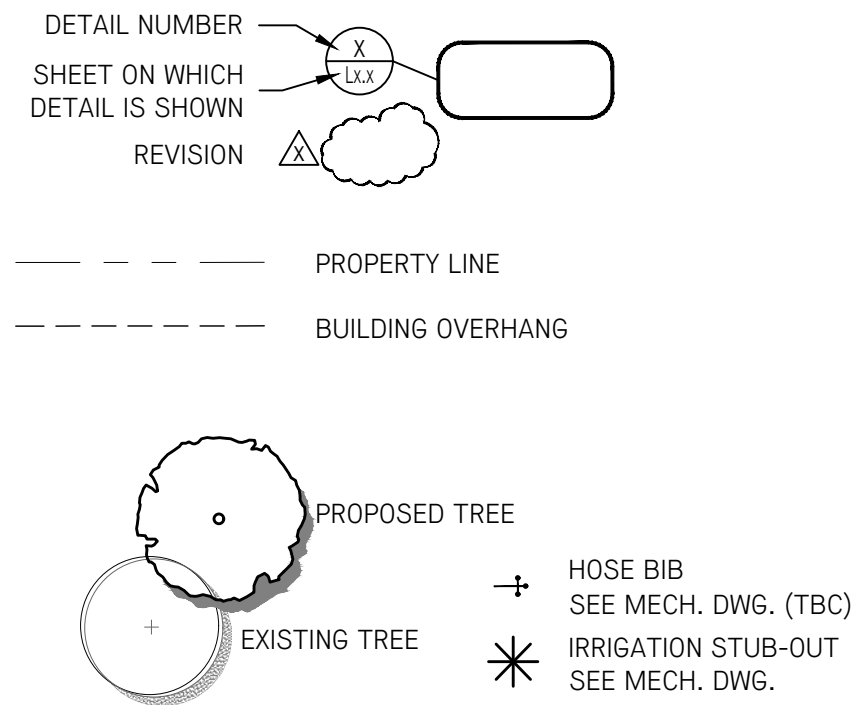 DETAIL NUMBER
X
SHEET ON WHICH
Lx.x
DETAIL IS SHOWN
REVISION
X
PROPERTY LINE
BUILDING OVERHANG
PROPOSED TREE
EXISTING TREE
HOSE BIB
SEE MECH. DWG. (TBC)
IRRIGATION STUB-OUT
SEE MECH. DWG.